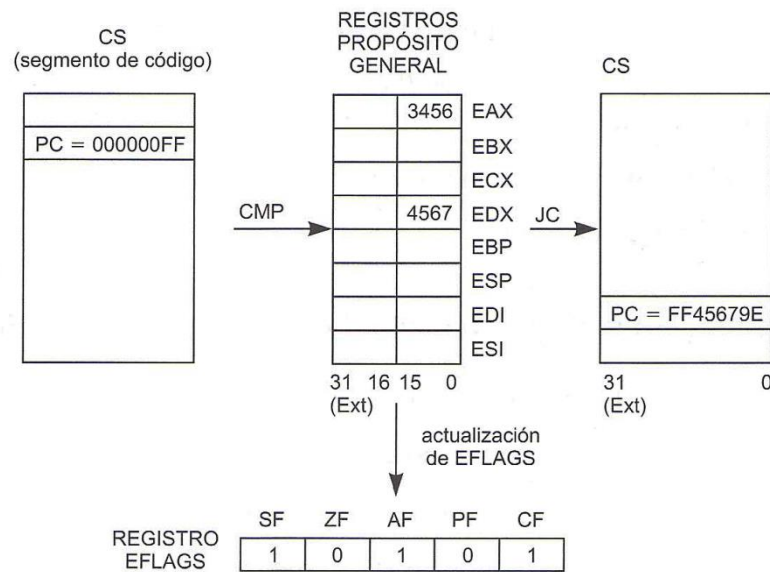 CS
(segmento de código)
PC = 000000FF
CMP
REGISTROS
PROPÓSITO
GENERAL
3456 EAX
EBX
ECX
4567 EDX
EBP
ESP
EDI
ESI
31 16 15 0
(Ext)
JC
CS
PC = FF45679E
31 0
(Ext)
actualización
de EFLAGS
REGISTRO
EFLAGS
SF ZF AF PF CF
1 0 1 0 1